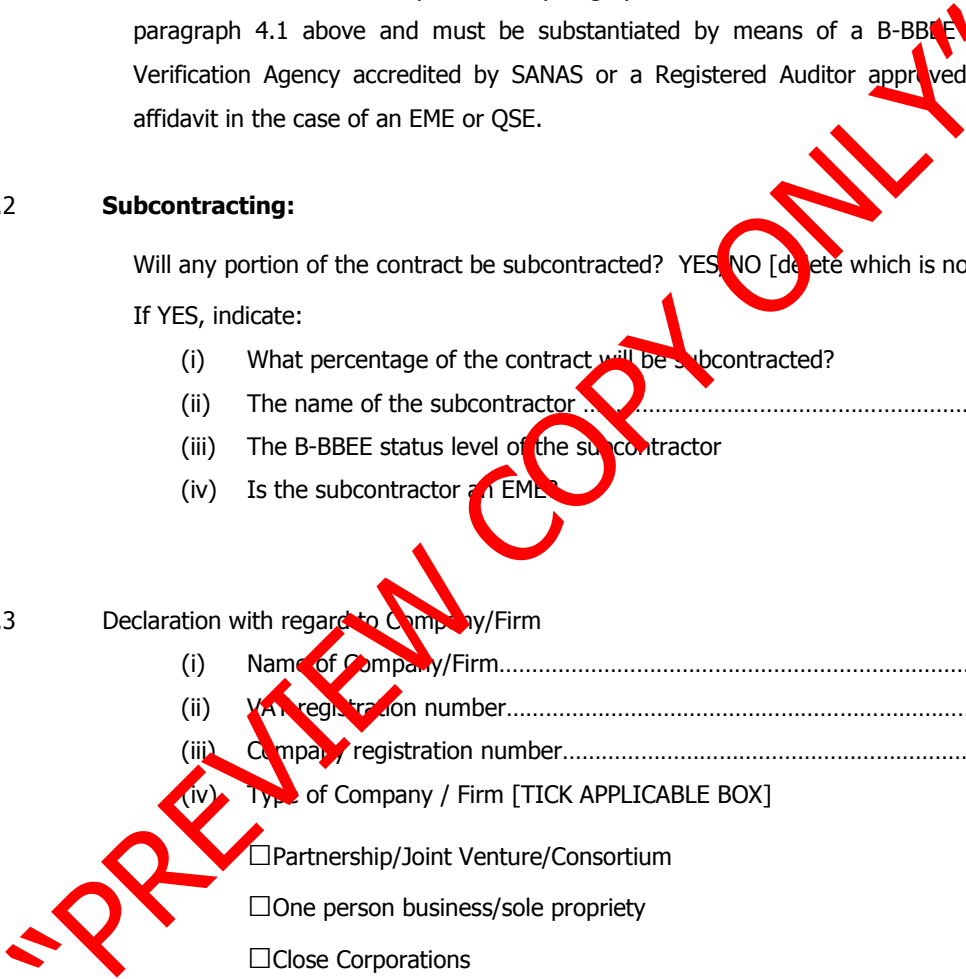 paragraph 4.1 above and must be substantiated by means of a B-BBEE
Verification Agency accredited by SANAS or a Registered Auditor approved
affidavit in the case of an EME or QSE.
.2 Subcontracting:
Will any portion of the contract be subcontracted? YES/NO [delete which is no
If YES, indicate:
(i) What percentage of the contract will be subcontracted?
(ii) The name of the subcontractor ........................................................
(iii) The B-BBEE status level of the subcontractor
(iv) Is the subcontractor an EME?
.3 Declaration with regard to Company/Firm
(i) Name of Company/Firm........................................................
(ii) VAT registration number........................................................
(iii) Company registration number........................................................
(iv) Type of Company / Firm [TICK APPLICABLE BOX]
☐Partnership/Joint Venture/Consortium
☐One person business/sole propriety
☐Close Corporations
"PREVIEW COPY ONLY"